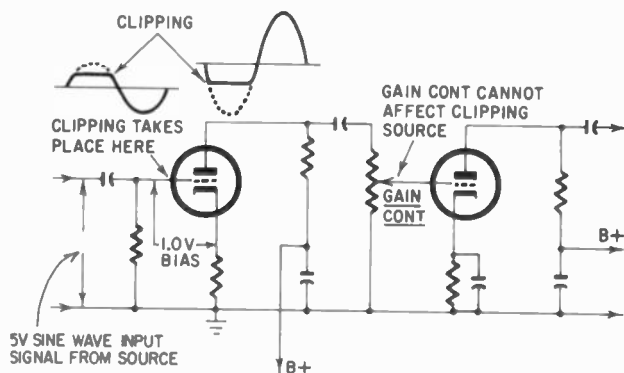 CLIPPING
CLIPPING TAKES
PLACE HERE
GAIN CONT CANNOT
AFFECT CLIPPING
SOURCE
GAIN
CONT
1.0V
BIAS
B+
5V SINE WAVE INPUT
SIGNAL FROM SOURCE
B+